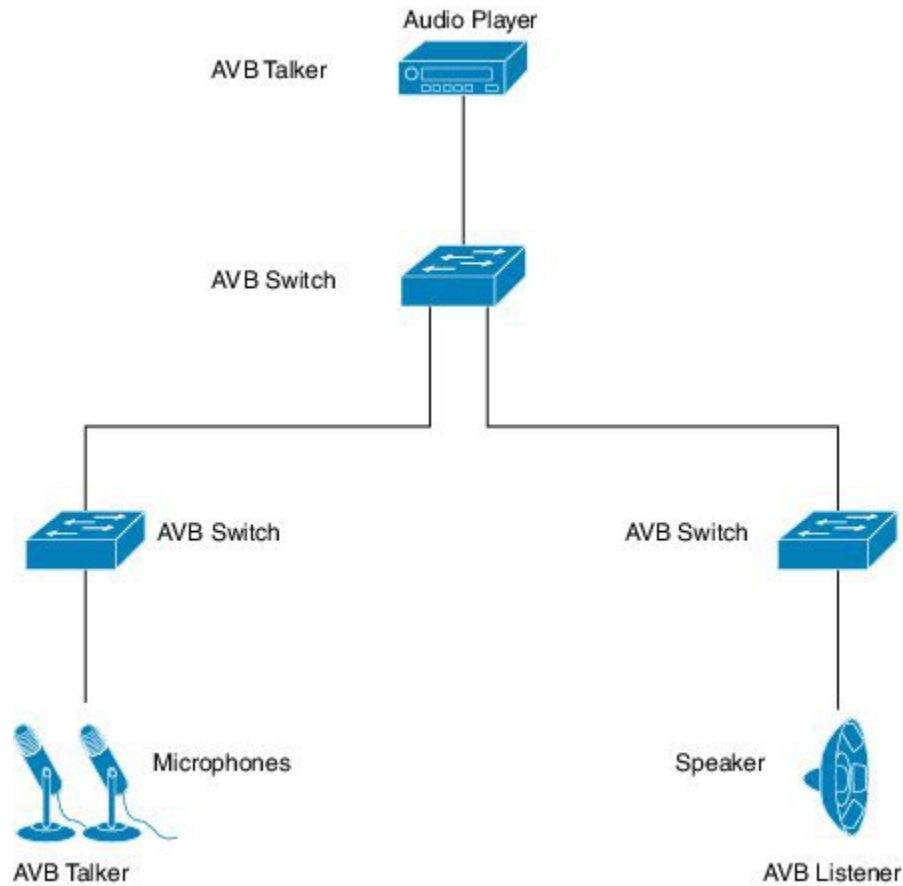 Audio Player
AVB Talker
AVB Switch
AVB Switch
AVB Switch
Microphones
Speaker
AVB Talker
AVB Listener